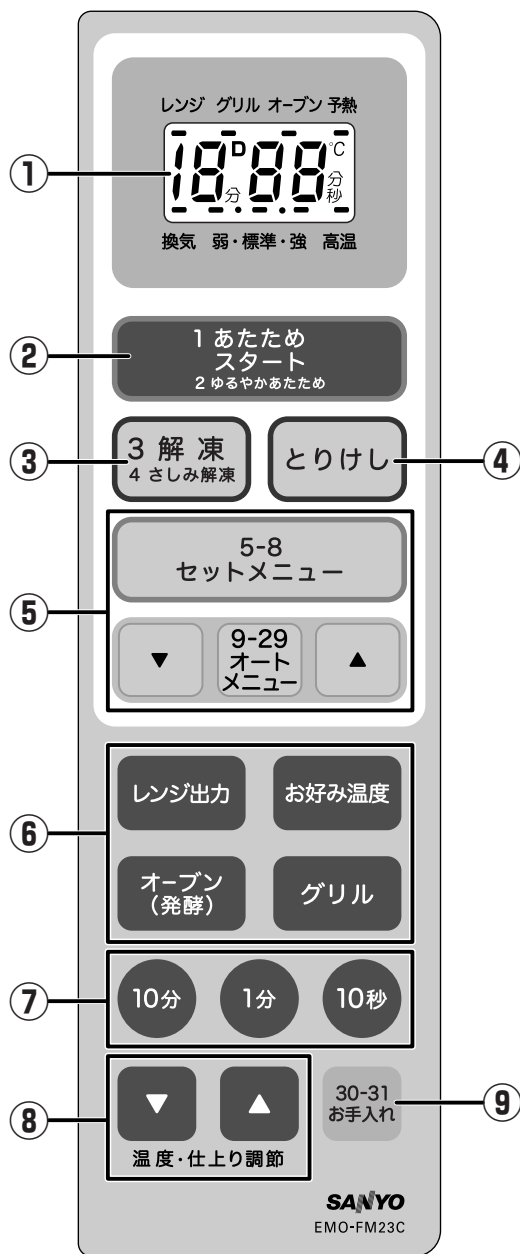 レンジ グリル オーブン 予熱
①
18 D 88 ℃
分 分
秒
換気 弱・標準・強 高温
②
1 あたため
スタート
2 ゆるやかあたため
③
3 解凍
4 さしみ解凍
とりけし
④
⑤
5-8
セットメニュー
▼
9-29
オート
メニュー
▲
⑥
レンジ出力 お好み温度
オーブン
(発酵)
グリル
⑦
10分 1分 10秒
⑧
▼ ▲
温度・仕上り調節
30-31
お手入れ
⑨
SANYO
EMO-FM23C